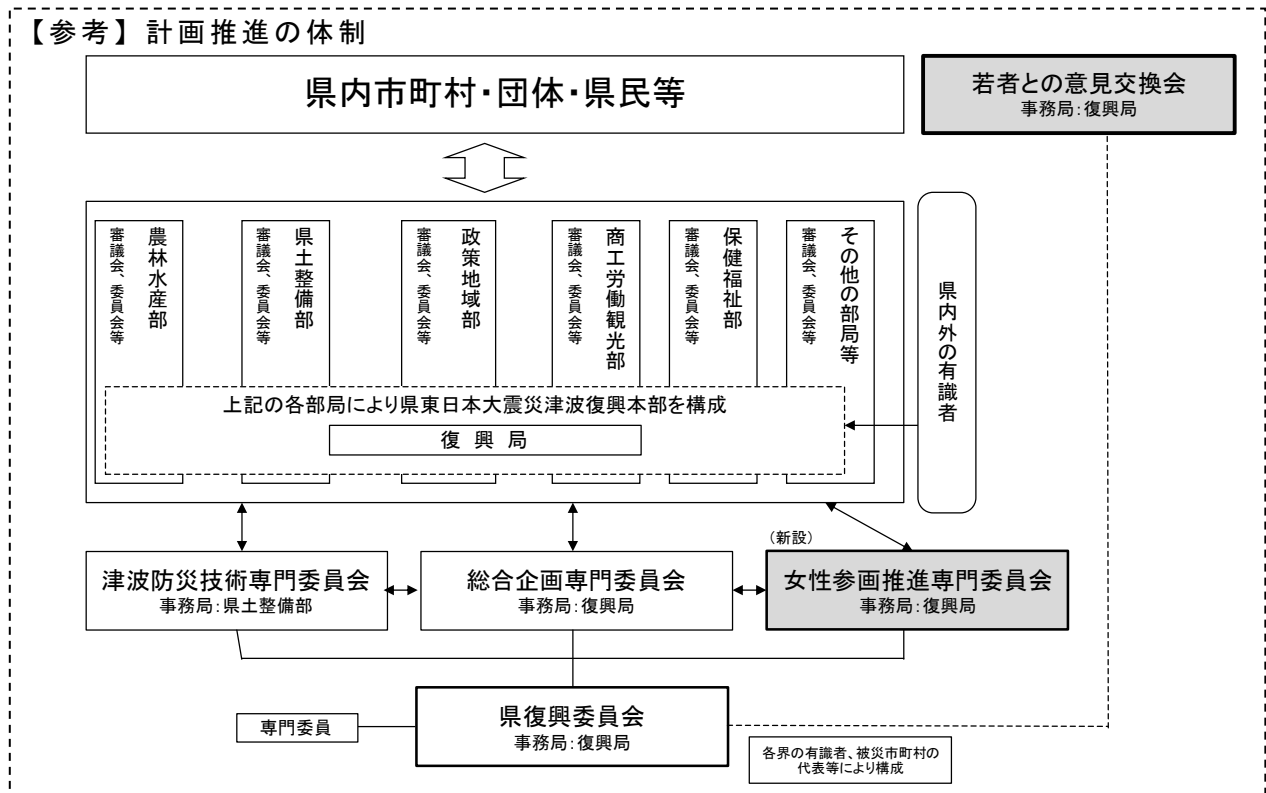 【参考】計画推進の体制
県内市町村・団体・県民等
若者との意見交換会
事務局：復興局
農林水産部
審議会、委員会等
県土整備部
審議会、委員会等
政策地域部
審議会、委員会等
商工労働観光部
審議会、委員会等
保健福祉部
審議会、委員会等
その他の部局等
審議会、委員会等
県内外の有識者
上記の各部局により県東日本大震災津波復興本部を構成
復興局
(新設)
津波防災技術専門委員会
事務局：県土整備部
総合企画専門委員会
事務局：復興局
女性参画推進専門委員会
事務局：復興局
専門委員
県復興委員会
事務局：復興局
各界の有識者、被災市町村の
代表等により構成